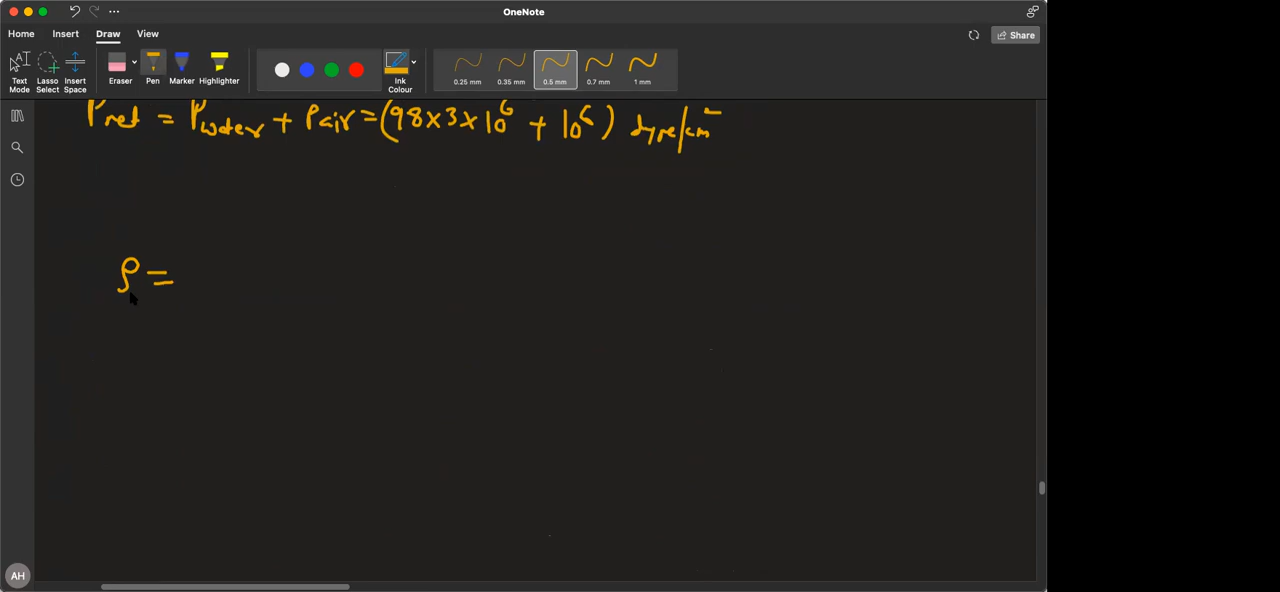 OneNote
Home Insert Draw View
Share
Text Mode
Lasso Select
Insert Space
Eraser
Pen
Marker
Highlighter
Ink Colour
0.25 mm
0.35 mm
0.5 mm
0.7 mm
1 mm
Pnet = Pwater + Pair = (98×3×10⁶ + 10⁶) dyne/cm²
ρ =
AH